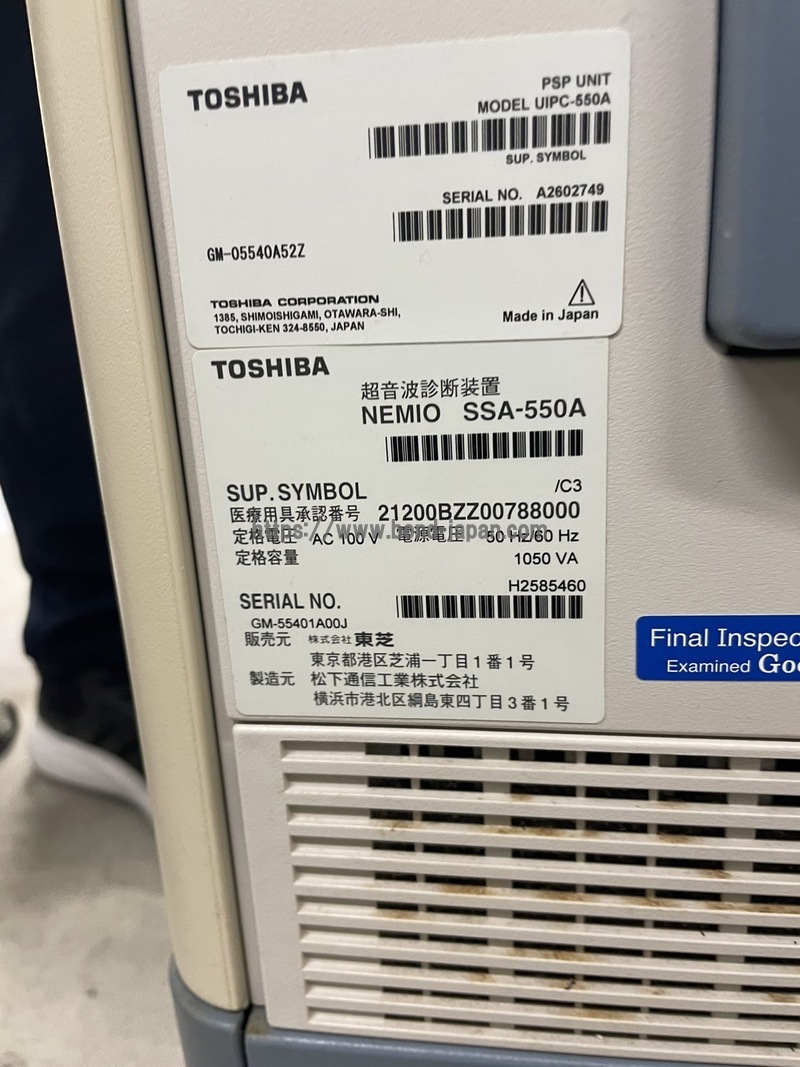 TOSHIBA
PSP UNIT
MODEL UIPC-550A
SUP. SYMBOL
SERIAL NO. A2602749
GM-05540A52Z
TOSHIBA CORPORATION
1385, SHIMOISHIGAMI, OTAWARA-SHI,
TOCHIGI-KEN 324-8550, JAPAN
Made in Japan
TOSHIBA
超音波診断装置
NEMIO SSA-550A
SUP. SYMBOL /C3
医療用具承認番号 21200BZZ00788000
定格電圧 AC 100 V 電源電圧 50 Hz/60 Hz
定格容量 1050 VA
H2585460
SERIAL NO.
GM-55401A00J
販売元 株式会社 東芝
東京都港区芝浦一丁目1番1号
製造元 松下通信工業株式会社
横浜市港北区綱島東四丁目3番1号
Final Inspec
Examined Goo